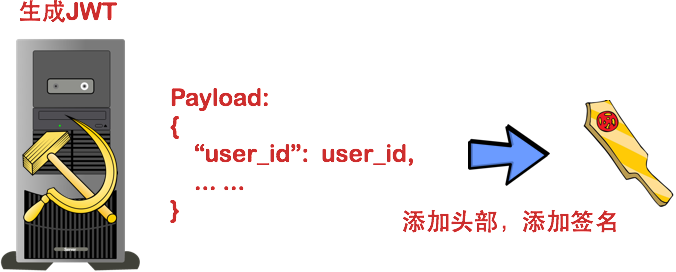 生成JWT
Payload:
{
“user_id”: user_id,
... ...
}
添加头部，添加签名